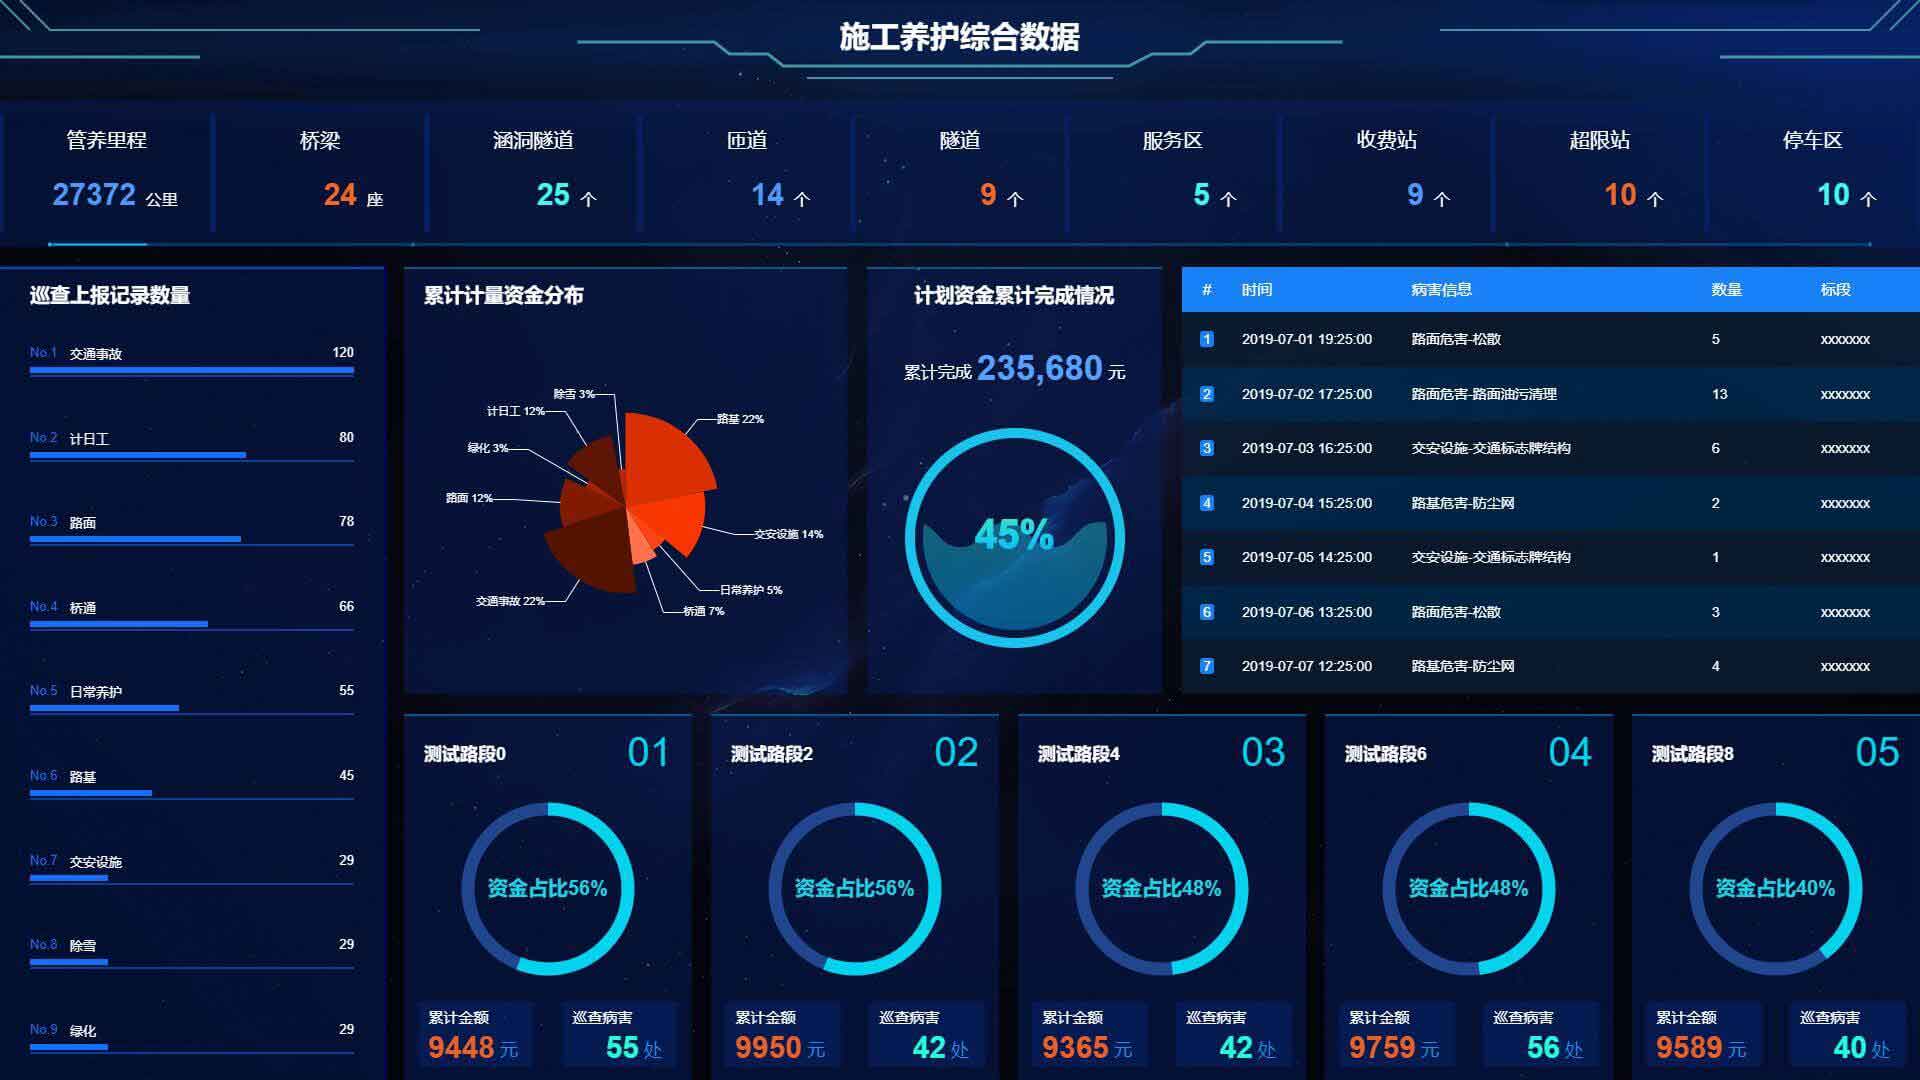 施工养护综合数据
管养里程 桥梁 涵洞隧道 匝道 隧道 服务区 收费站 超限站 停车区
27372 公里 24 座 25 个 14 个 9 个 5 个 9 个 10 个 10 个
巡查上报记录数量
No.1 交通事故 120
No.2 计日工 80
No.3 路面 78
No.4 桥通 66
No.5 日常养护 55
No.6 路基 45
No.7 交安设施 29
No.8 除雪 29
No.9 绿化 29
累计计量资金分布
除雪 3%
计日工 12%
路基 22%
绿化 3%
路面 12%
交安设施 14%
日常养护 5%
交通事故 22%
桥通 7%
计划资金累计完成情况
累计完成 235,680 元
45%
# 时间 病害信息 数量 标段
1 2019-07-01 19:25:00 路面危害-松散 5 xxxxxxx
2 2019-07-02 17:25:00 路面危害-路面油污清理 13 xxxxxxx
3 2019-07-03 16:25:00 交安设施-交通标志牌结构 6 xxxxxxx
4 2019-07-04 15:25:00 路基危害-防尘网 2 xxxxxxx
5 2019-07-05 14:25:00 交安设施-交通标志牌结构 1 xxxxxxx
6 2019-07-06 13:25:00 路面危害-松散 3 xxxxxxx
7 2019-07-07 12:25:00 路基危害-防尘网 4 xxxxxxx
测试路段0 01
资金占比56%
累计金额 巡查病害
9448 元 55 处
测试路段2 02
资金占比56%
累计金额 巡查病害
9950 元 42 处
测试路段4 03
资金占比48%
累计金额 巡查病害
9365 元 42 处
测试路段6 04
资金占比48%
累计金额 巡查病害
9759 元 56 处
测试路段8 05
资金占比40%
累计金额 巡查病害
9589 元 40 处